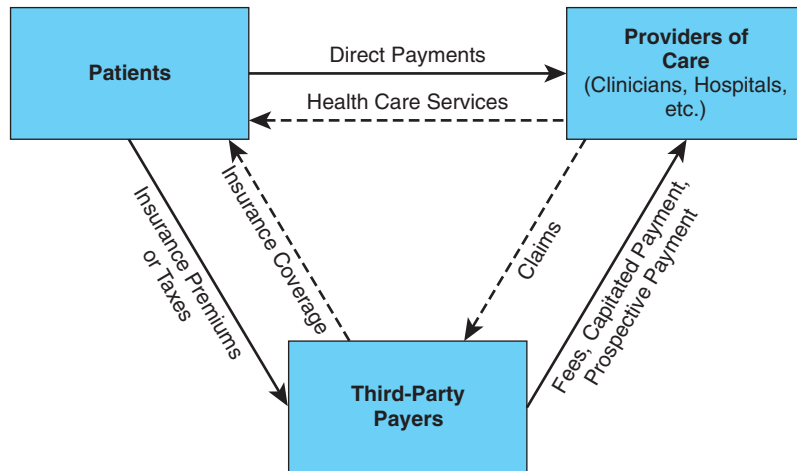 Patients
Direct Payments
Health Care Services
Providers of
Care
(Clinicians, Hospitals,
etc.)
Insurance Premiums
or Taxes
Insurance Coverage
Claims
Fees, Capitated Payment,
Prospective Payment
Third-Party
Payers